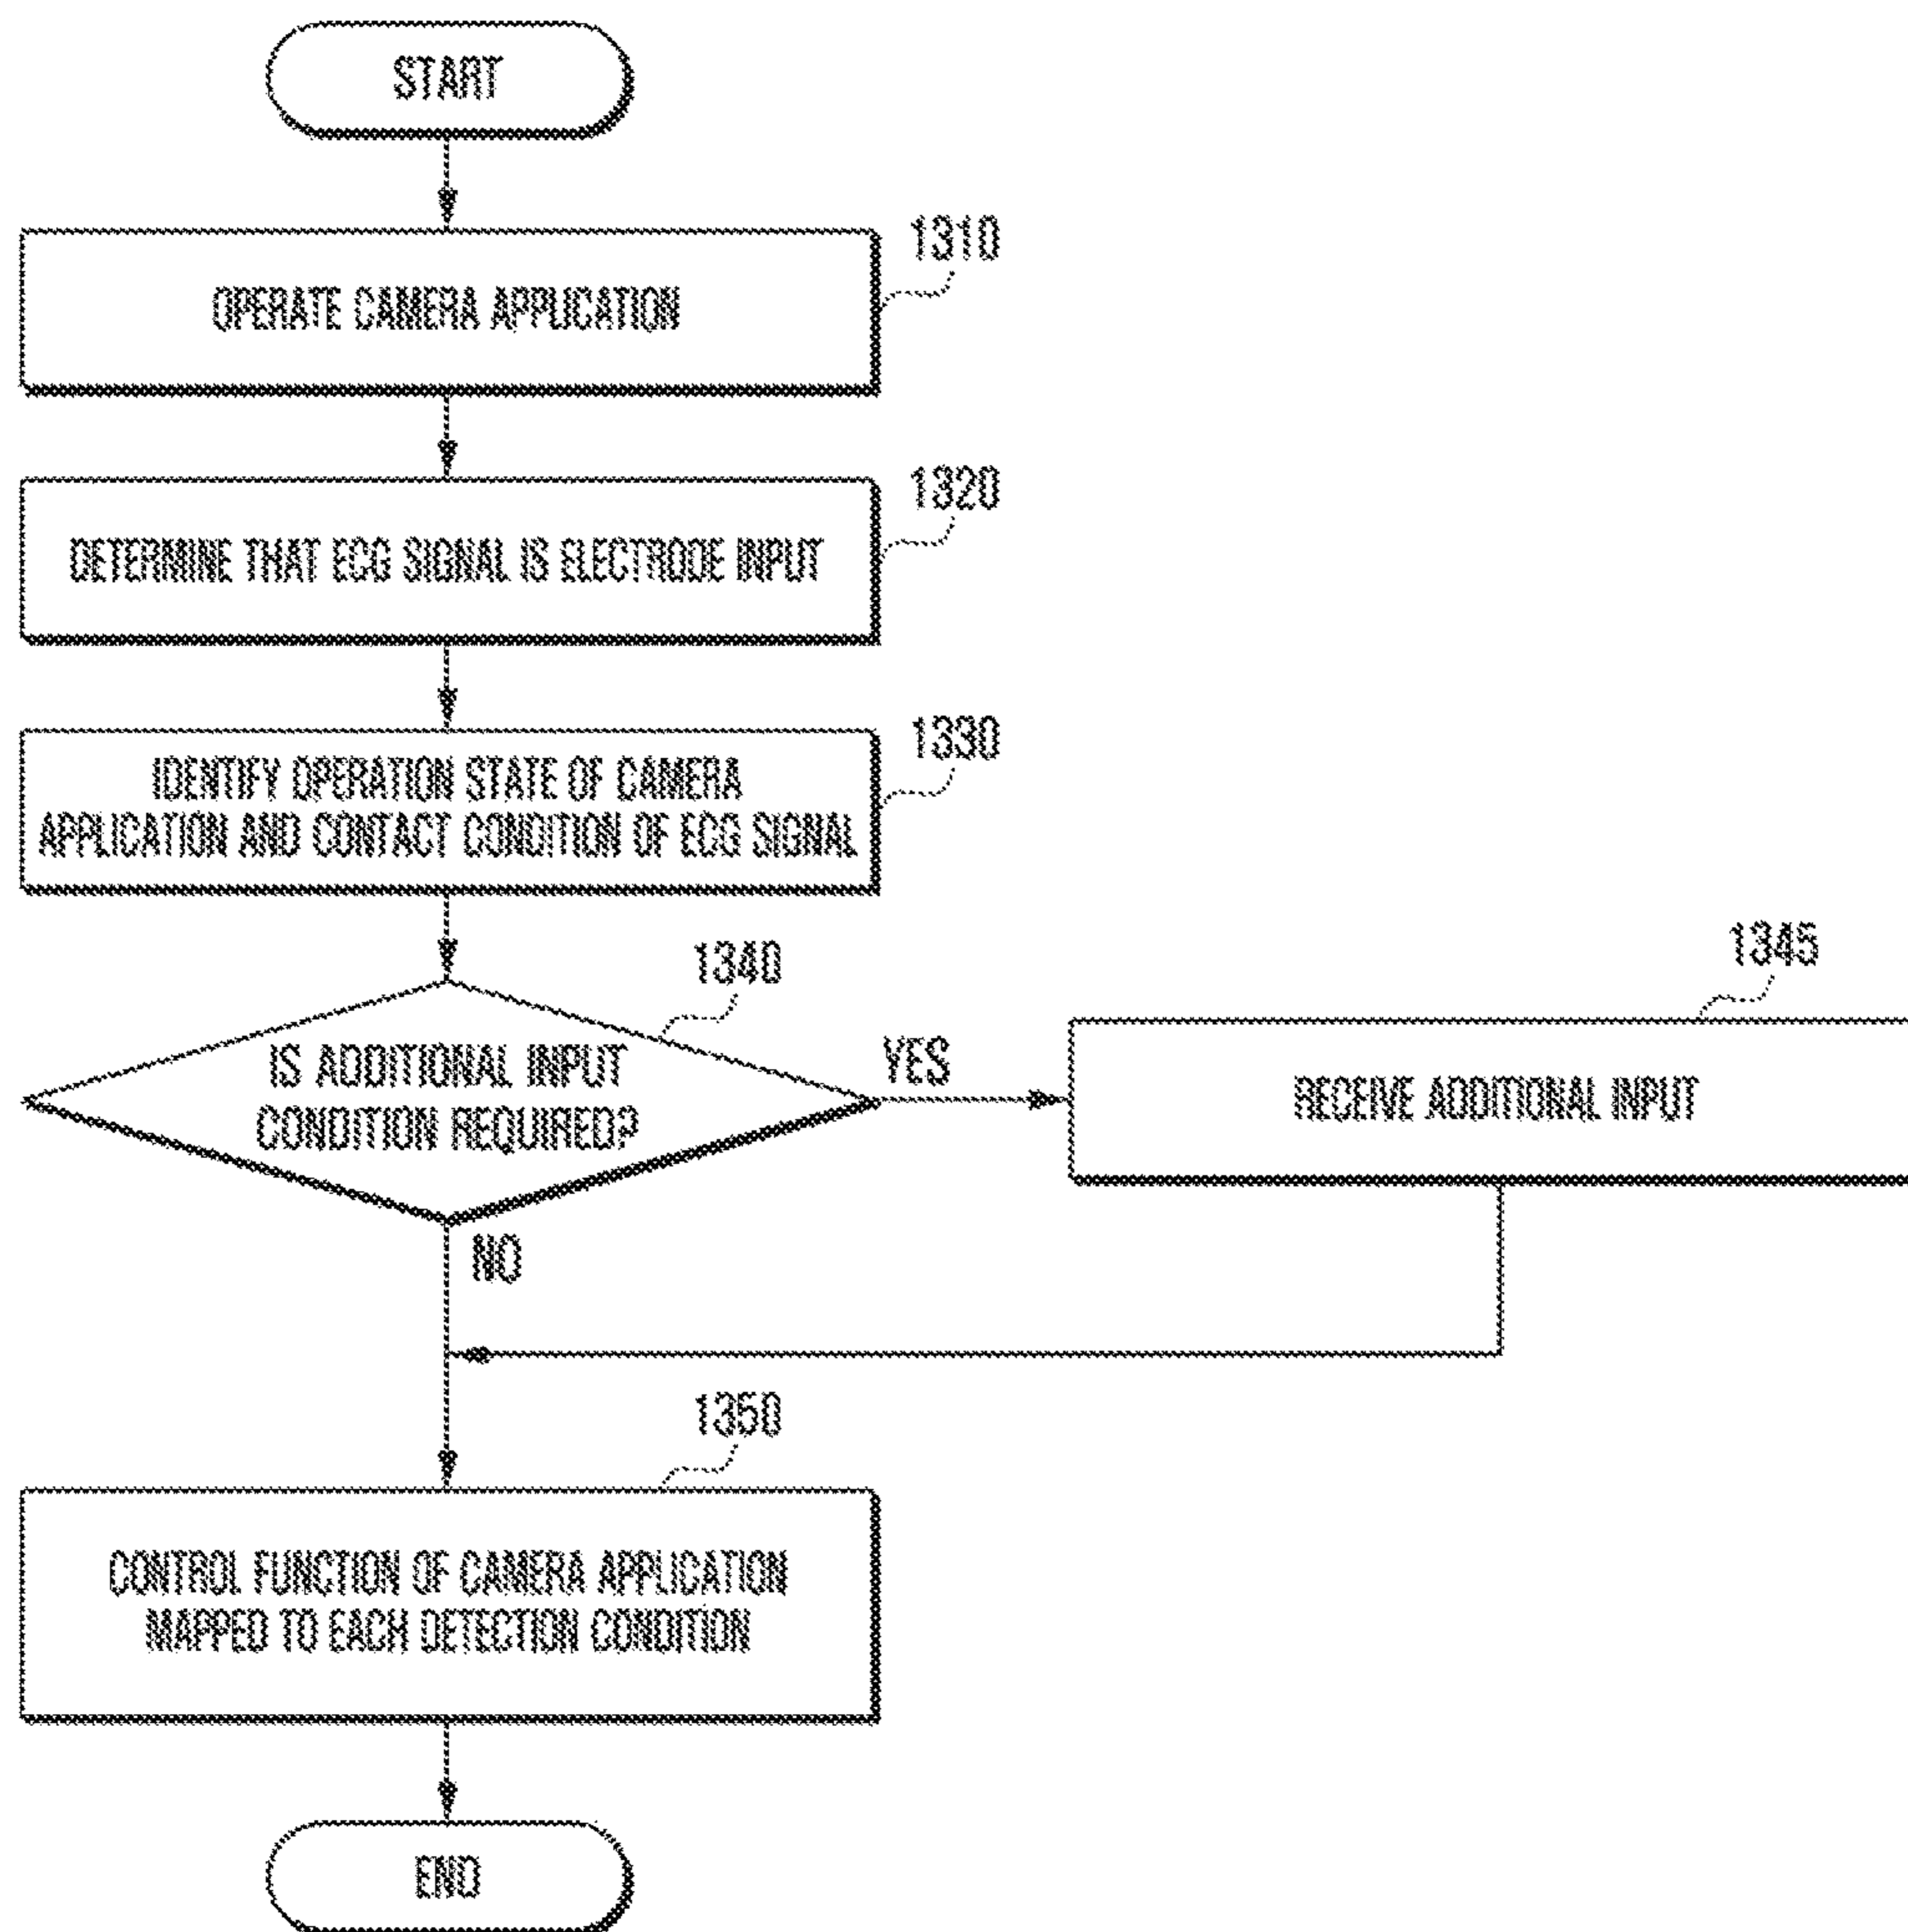 START
1310
OPERATE CAMERA APPLICATION
1320
DETERMINE THAT ECG SIGNAL IS ELECTRODE INPUT
1330
IDENTIFY OPERATION STATE OF CAMERA
APPLICATION AND CONTACT CONDITION OF ECG SIGNAL
1340
IS ADDITIONAL INPUT
CONDITION REQUIRED?
YES
1345
RECEIVE ADDITIONAL INPUT
NO
1350
CONTROL FUNCTION OF CAMERA APPLICATION
MAPPED TO EACH DETECTION CONDITION
END